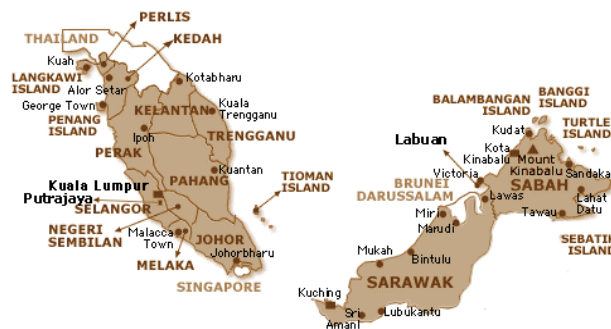 PERLIS
THAILAND
KEDAH
Kuah
LANGKAWI
ISLAND
Alor Setar
Kotabharu
George Town
PENANG
ISLAND
KELANTAN
Kuala
Trengganu
TRENGGANU
Ipoh
PERAK
Kuantan
PAHANG
TIOMAN
ISLAND
Kuala Lumpur
Putrajaya
SELANGOR
NEGERI
SEMBILAN
Malacca
Town
JOHOR
Johorbharu
MELAKA
SINGAPORE
BANGGI
ISLAND
BALAMBANGAN
ISLAND
TURTLE
ISLAND
Kudat
Labuan
Kota
Kinabalu
Mount
Kinabalu
Sandaka
Victoria
SABAH
BRUNEI
DARUSSALAM
Lawas
Lahat
Datu
Tawau
Miri
Marudi
SEBATIK
ISLAND
Mukah
Bintulu
SARAWAK
Kuching
Sri
Amani
Lubukantu